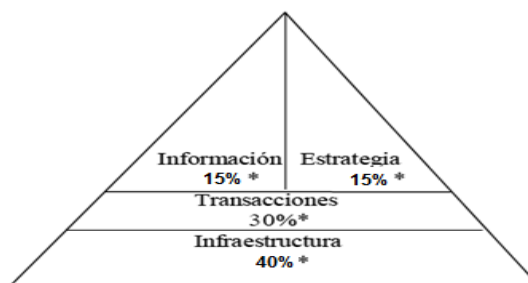 Información Estrategia
15% * 15% *
Transacciones
30%*
Infraestructura
40% *